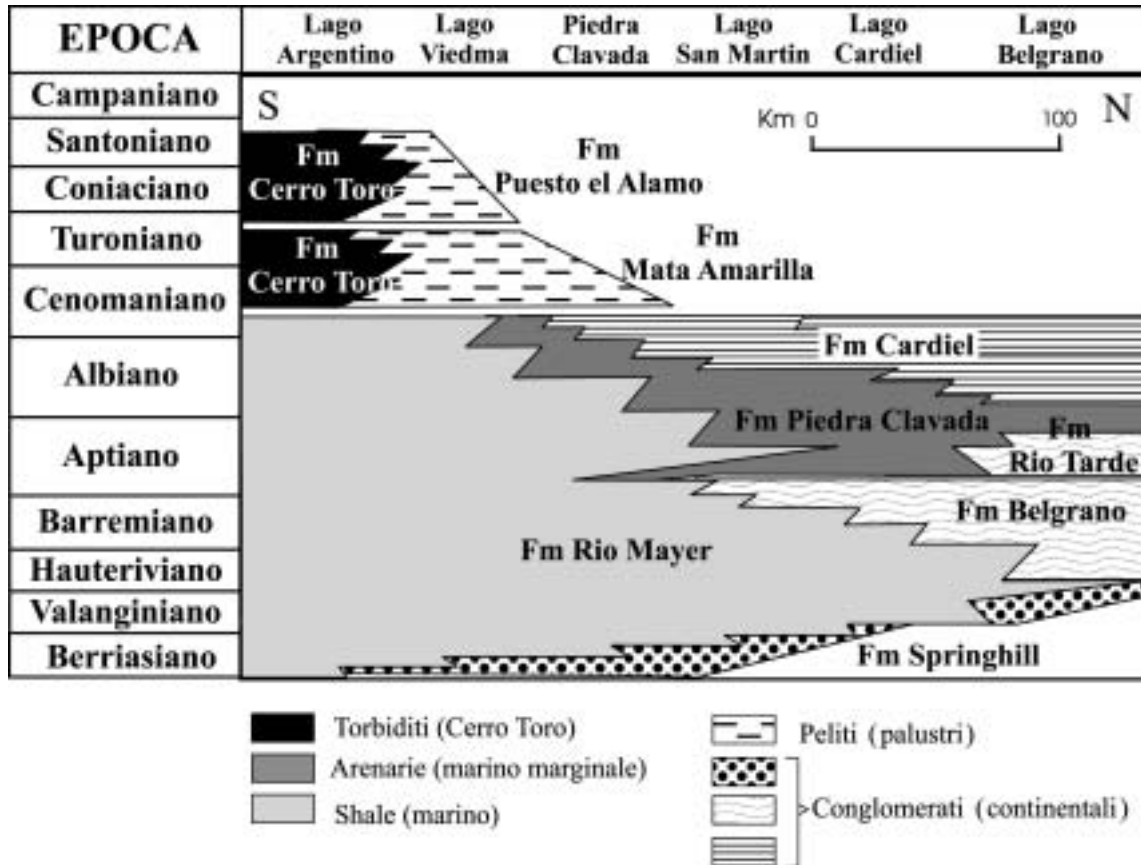 EPOCA
Lago Argentino
Lago Viedma
Piedra Clavada
Lago San Martin
Lago Cardiel
Lago Belgrano
Campaniano
Santoniano
Coniaciano
Turoniano
Cenomaniano
Albiano
Aptiano
Barremiano
Hauteriviano
Valanginiano
Berriasiano
S
Km 0 100
N
Fm
Cerro Toro
Fm
Puesto el Alamo
Fm
Cerro Toro
Fm
Mata Amarilla
Fm Cardiel
Fm Piedra Clavada
Fm
Rio Tarde
Fm Belgrano
Fm Rio Mayer
Fm Springhill
Torbiditi (Cerro Toro)
Arenarie (marino marginale)
Shale (marino)
Peliti (palustri)
Conglomerati (continentali)